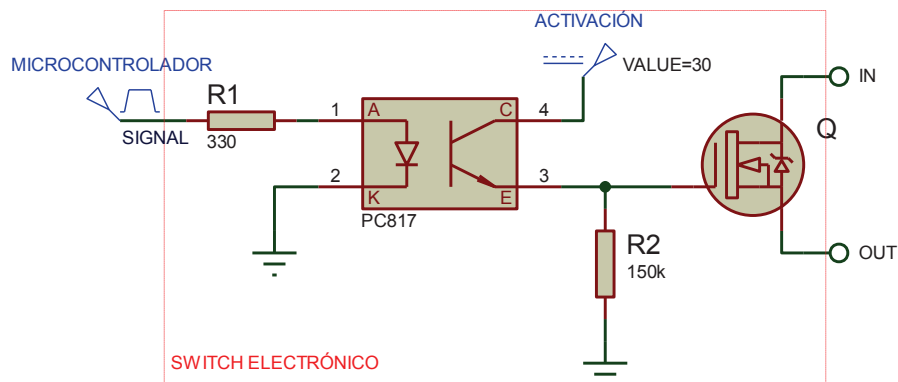 ACTIVACIÓN
MICROCONTROLADOR
VALUE=30
IN
R1
1
A
C
4
Q
SIGNAL
330
2
3
K
E
PC817
R2
150k
OUT
SWITCH ELECTRÓNICO